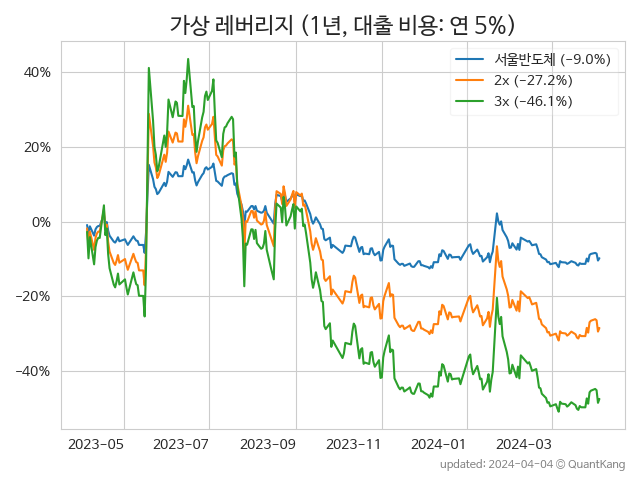 가상 레버리지 (1년, 대출 비용: 연 5%)
서울반도체 (−9.0%)
2x (−27.2%)
3x (−46.1%)
40%
20%
0%
−20%
−40%
2023-05 2023-07 2023-09 2023-11 2024-01 2024-03
updated: 2024-04-04 © QuantKang